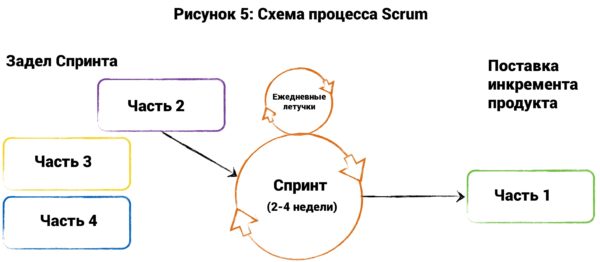 Рисунок 5: Схема процесса Scrum
Задел Спринта
Часть 2
Часть 3
Часть 4
Ежедневные
летучки
Спринт
(2-4 недели)
Поставка
инкремента
продукта
Часть 1